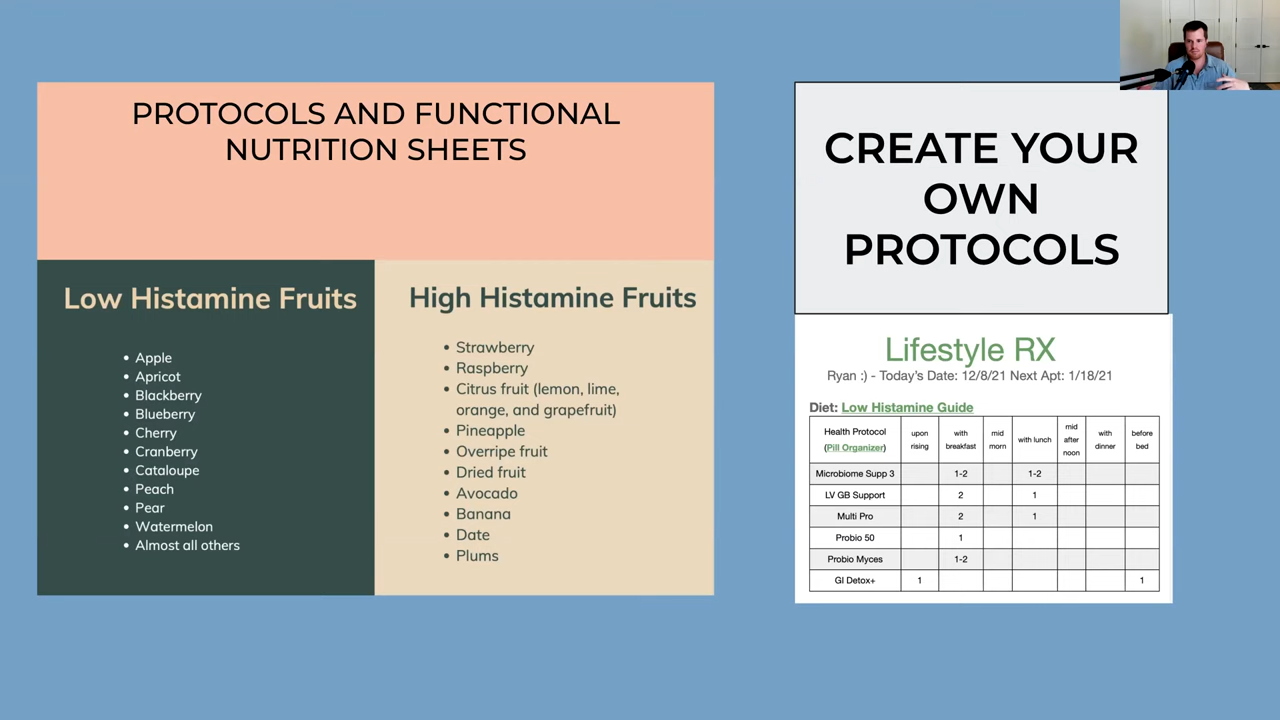 PROTOCOLS AND FUNCTIONAL
NUTRITION SHEETS
Low Histamine Fruits
• Apple
• Apricot
• Blackberry
• Blueberry
• Cherry
• Cranberry
• Cataloupe
• Peach
• Pear
• Watermelon
• Almost all others
High Histamine Fruits
• Strawberry
• Raspberry
• Citrus fruit (lemon, lime,
orange, and grapefruit)
• Pineapple
• Overripe fruit
• Dried fruit
• Avocado
• Banana
• Date
• Plums
CREATE YOUR
OWN
PROTOCOLS
Lifestyle RX
Ryan :) - Today's Date: 12/8/21 Next Apt: 1/18/21
Diet: Low Histamine Guide
Health Protocol
(Pill Organizer)
upon
rising
with
breakfast
mid
morn
with lunch
mid
after
noon
with
dinner
before
bed
Microbiome Supp 3 1-2 1-2
LV GB Support 2 1
Multi Pro 2 1
Probio 50 1
Probio Myces 1-2
GI Detox+ 1 1